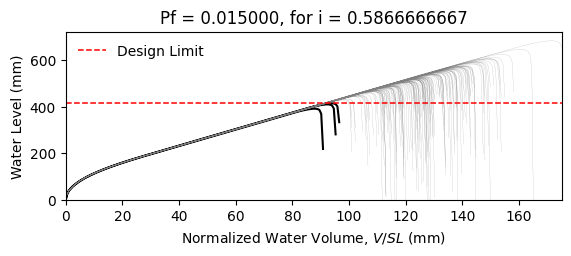 Pf = 0.015000, for i = 0.5866666667
Design Limit
Water Level (mm)
600
400
200
0
0 20 40 60 80 100 120 140 160
Normalized Water Volume, V/SL (mm)